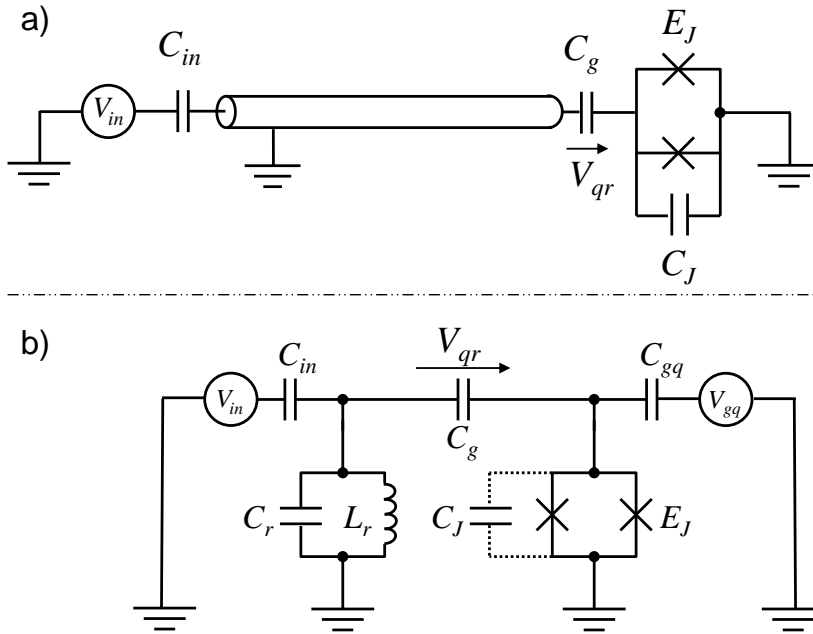 a)
C_in
C_g
E_J
V_in
V_qr
C_J
b)
V_qr
C_in
C_gq
V_in
V_gq
C_g
C_r
L_r
C_J
E_J